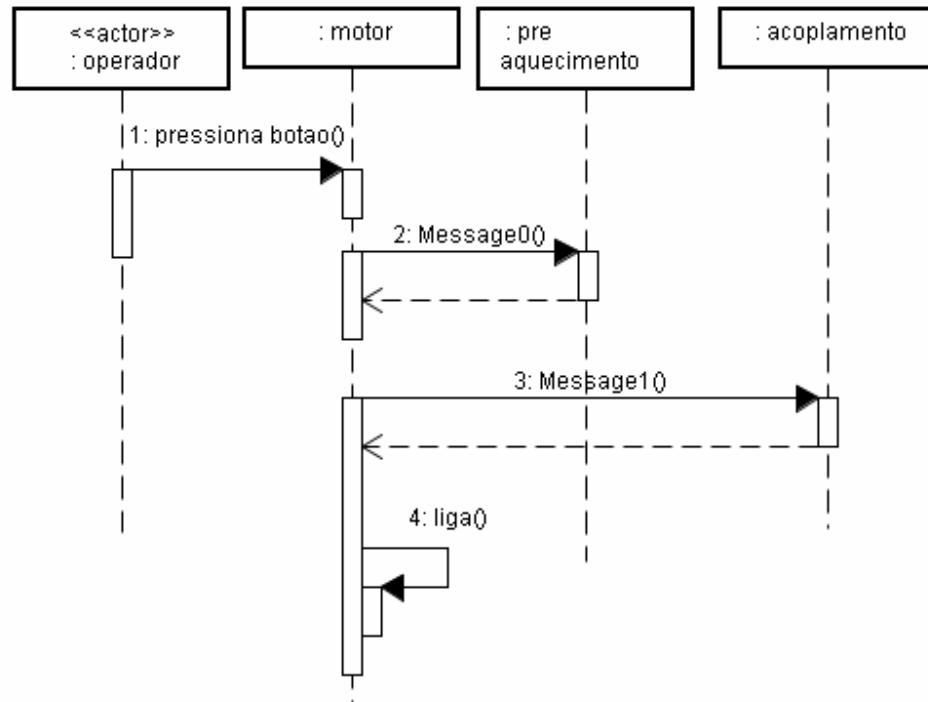 <<actor>>
: operador
: motor
: pre
aquecimento
: acoplamento
1: pressiona botao()
2: Message0()
3: Message1()
4: liga()